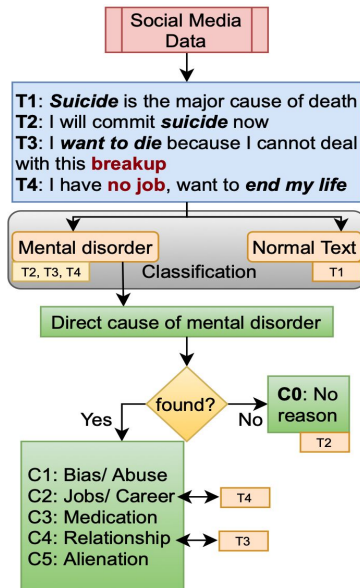 Social Media
Data
T1: Suicide is the major cause of death
T2: I will commit suicide now
T3: I want to die because I cannot deal
with this breakup
T4: I have no job, want to end my life
Mental disorder
Normal Text
T2, T3, T4
Classification
T1
Direct cause of mental disorder
found?
Yes
No
C0: No
reason
T2
C1: Bias/ Abuse
C2: Jobs/ Career
T4
C3: Medication
C4: Relationship
T3
C5: Alienation